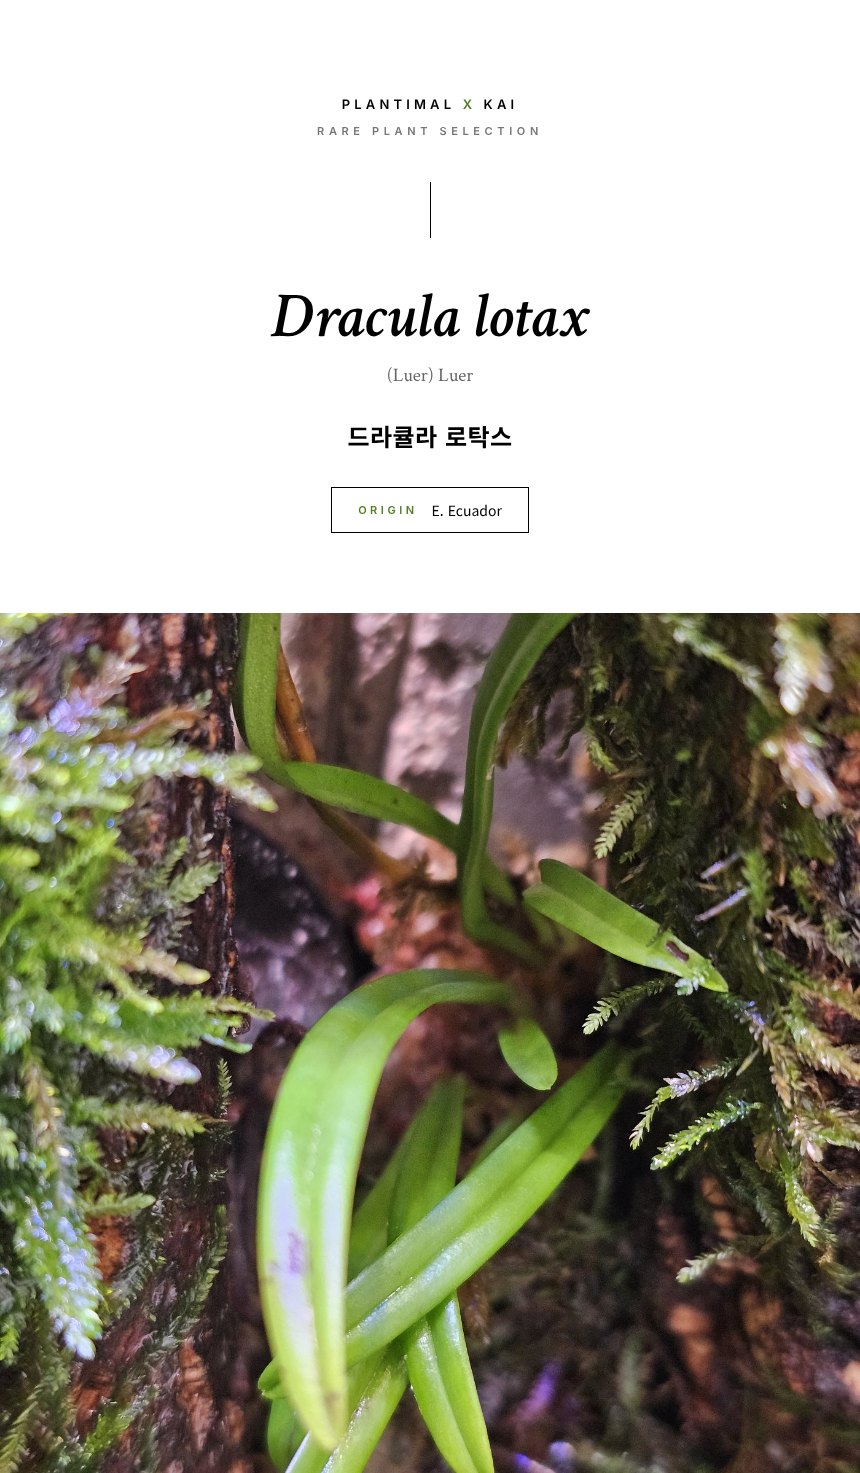 PLANTIMAL X KAI
RARE PLANT SELECTION
Dracula lotax
(Luer) Luer
드라큘라 로탁스
ORIGIN E. Ecuador